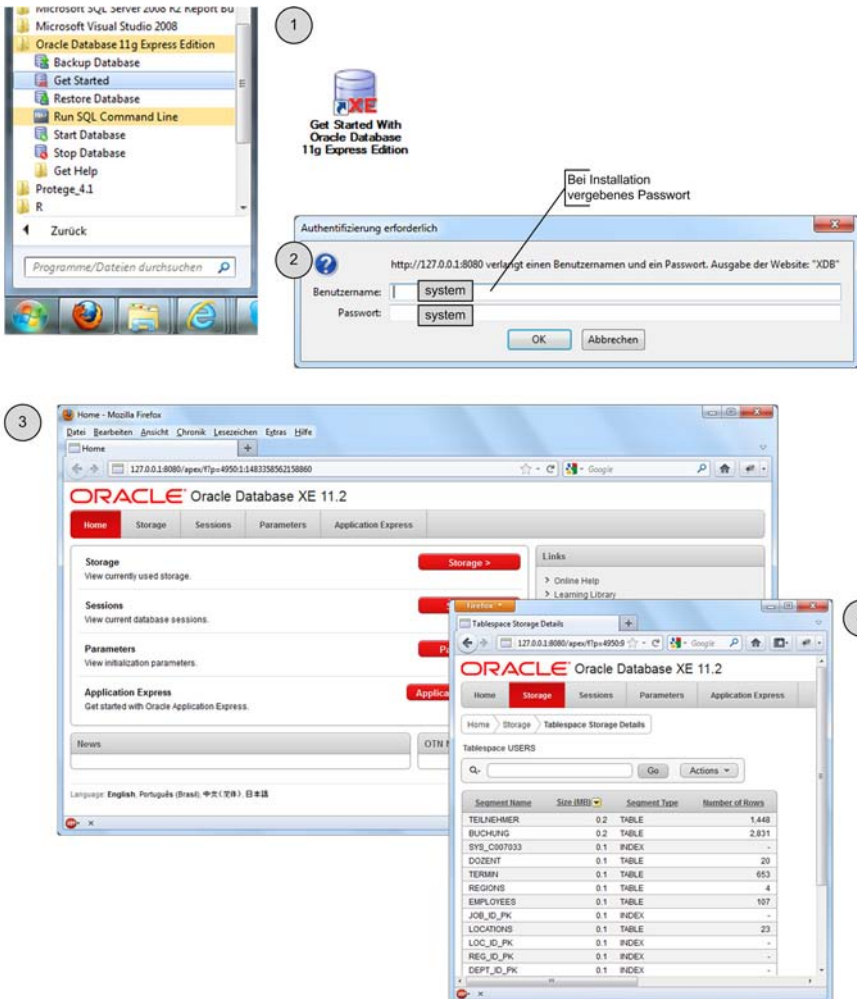 Microsoft SQL Server 2008 R2 Report Bu
Microsoft Visual Studio 2008
Oracle Database 11g Express Edition
Backup Database
Get Started
Restore Database
Run SQL Command Line
Start Database
Stop Database
Get Help
Protege_4.1
R
Zurück
Programme/Dateien durchsuchen
1
XE
Get Started With
Oracle Database
11g Express Edition
Bei Installation
vergebenes Passwort
Authentifizierung erforderlich
2
?
http://127.0.0.1:8080 verlangt einen Benutzernamen und ein Passwort. Ausgabe der Website: "XDB"
Benutzername: system
Passwort: system
OK Abbrechen
3
Home - Mozilla Firefox
Datei Bearbeiten Ansicht Chronik Lesezeichen Extras Hilfe
Home
127.0.0.1:8080/apex/f?p=4950:1:1483358562158860
Google
ORACLE Oracle Database XE 11.2
Home Storage Sessions Parameters Application Express
Storage
View currently used storage.
Storage >
Sessions
View current database sessions.
S
Parameters
View initialization parameters.
Pa
Application Express
Get started with Oracle Application Express.
Applica
Links
> Online Help
> Learning Library
News
OTN
Language: English, Português (Brasil), 中文(简体), 日本語
Firefox
Tablespace Storage Details
127.0.0.1:8080/apex/f?p=4950:9
Google
ORACLE Oracle Database XE 11.2
Home Storage Sessions Parameters Application Express
Home Storage Tablespace Storage Details
Tablespace USERS
Go Actions
Segment Name Size (MB) Segment Type Number of Rows
TEILNEHMER 0.2 TABLE 1,448
BUCHUNG 0.2 TABLE 2,831
SYS_C007033 0.1 INDEX -
DOZENT 0.1 TABLE 20
TERMIN 0.1 TABLE 653
REGIONS 0.1 TABLE 4
EMPLOYEES 0.1 TABLE 107
JOB_ID_PK 0.1 INDEX -
LOCATIONS 0.1 TABLE 23
LOC_ID_PK 0.1 INDEX -
REG_ID_PK 0.1 INDEX -
DEPT_ID_PK 0.1 INDEX -